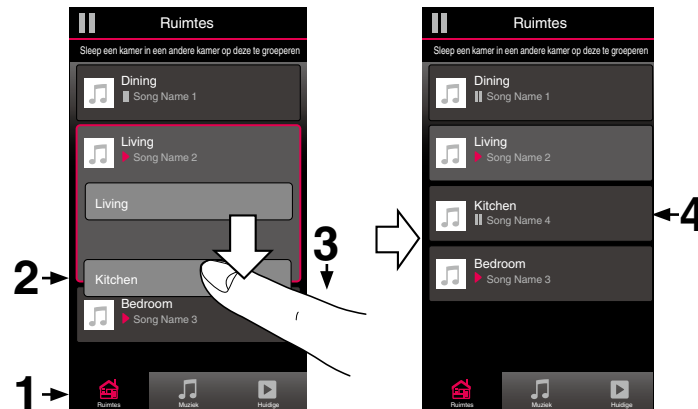 Ruimtes
Sleep een kamer in een andere kamer op deze te groeperen
Dining
Song Name 1
Living
Song Name 2
Living
Kitchen
Bedroom
Song Name 3
Ruimtes
Muziek
Huidige
1
2
3
Ruimtes
Sleep een kamer in een andere kamer op deze te groeperen
Dining
Song Name 1
Living
Song Name 2
Kitchen
Song Name 4
Bedroom
Song Name 3
Ruimtes
Muziek
Huidige
4